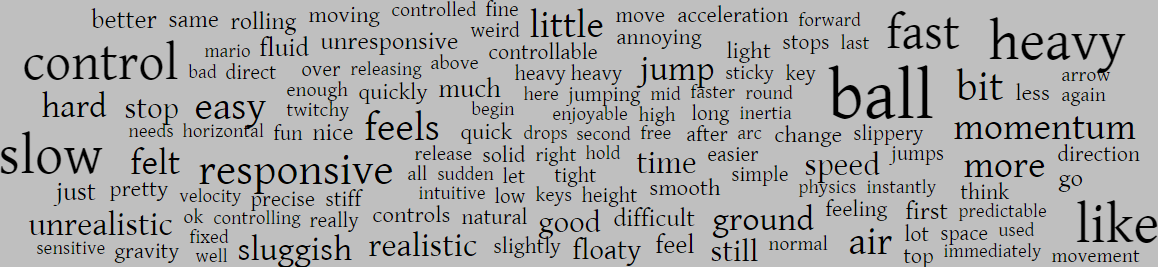 better same rolling moving controlled fine weird little move acceleration forward fast heavy
control mario fluid unresponsive controllable annoying light stops last
bad direct over releasing above heavy heavy jump sticky key ball bit less arrow again
hard stop easy enough quickly much twitchy begin here jumping mid faster round enjoyable high long inertia
needs horizontal fun nice feels quick drops second free after arc change slippery momentum
slow felt responsive release solid right hold time easier speed jumps more direction
all sudden let tight simple go
just pretty velocity precise stiff intuitive low keys height smooth physics instantly think
unrealistic ok controlling really controls natural good difficult ground feeling first predictable like
sensitive gravity fixed well sluggish realistic slightly floaty feel still normal air lot space used
top immediately movement